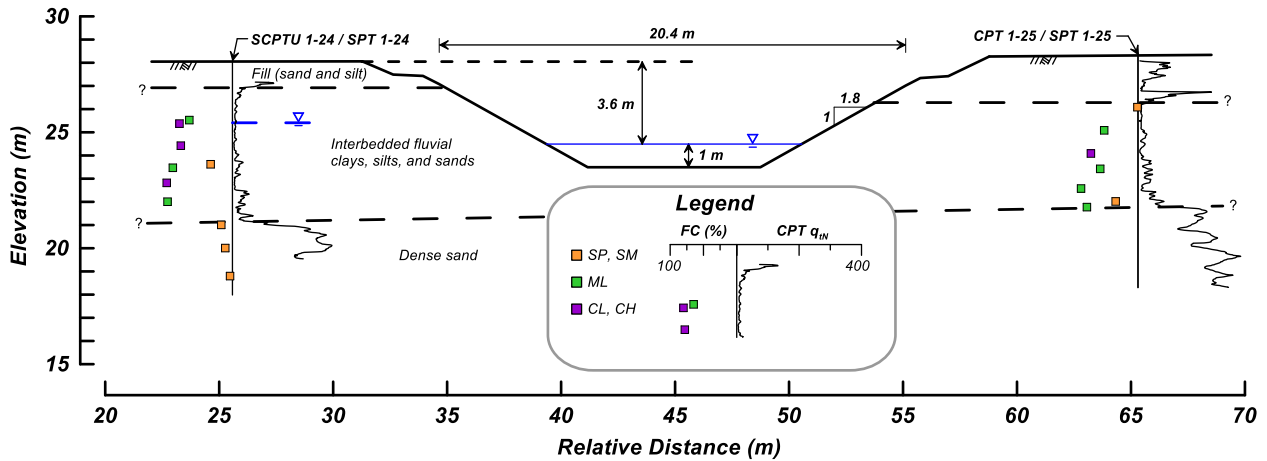 30
25
20
15
Elevation (m)
SCPTU 1-24 / SPT 1-24
20.4 m
CPT 1-25 / SPT 1-25
Fill (sand and silt)
?
3.6 m
1.8
1
?
Interbedded fluvial
clays, silts, and sands
1 m
?
?
Dense sand
Legend
FC (%)
CPT qtN
100
400
SP, SM
ML
CL, CH
20
25
30
35
40
45
50
55
60
65
70
Relative Distance (m)